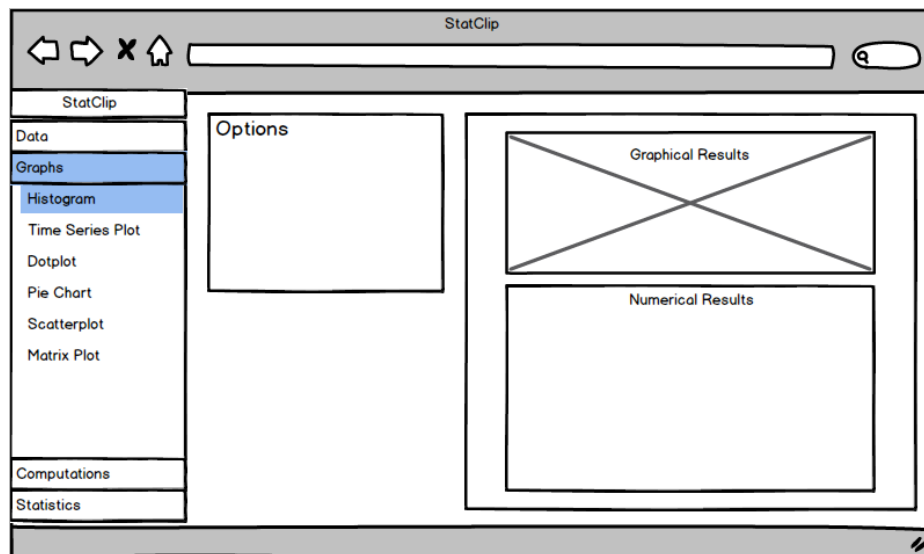 StatClip
StatClip
Data
Graphs
Histogram
Time Series Plot
Dotplot
Pie Chart
Scatterplot
Matrix Plot
Computations
Statistics
Options
Graphical Results
Numerical Results